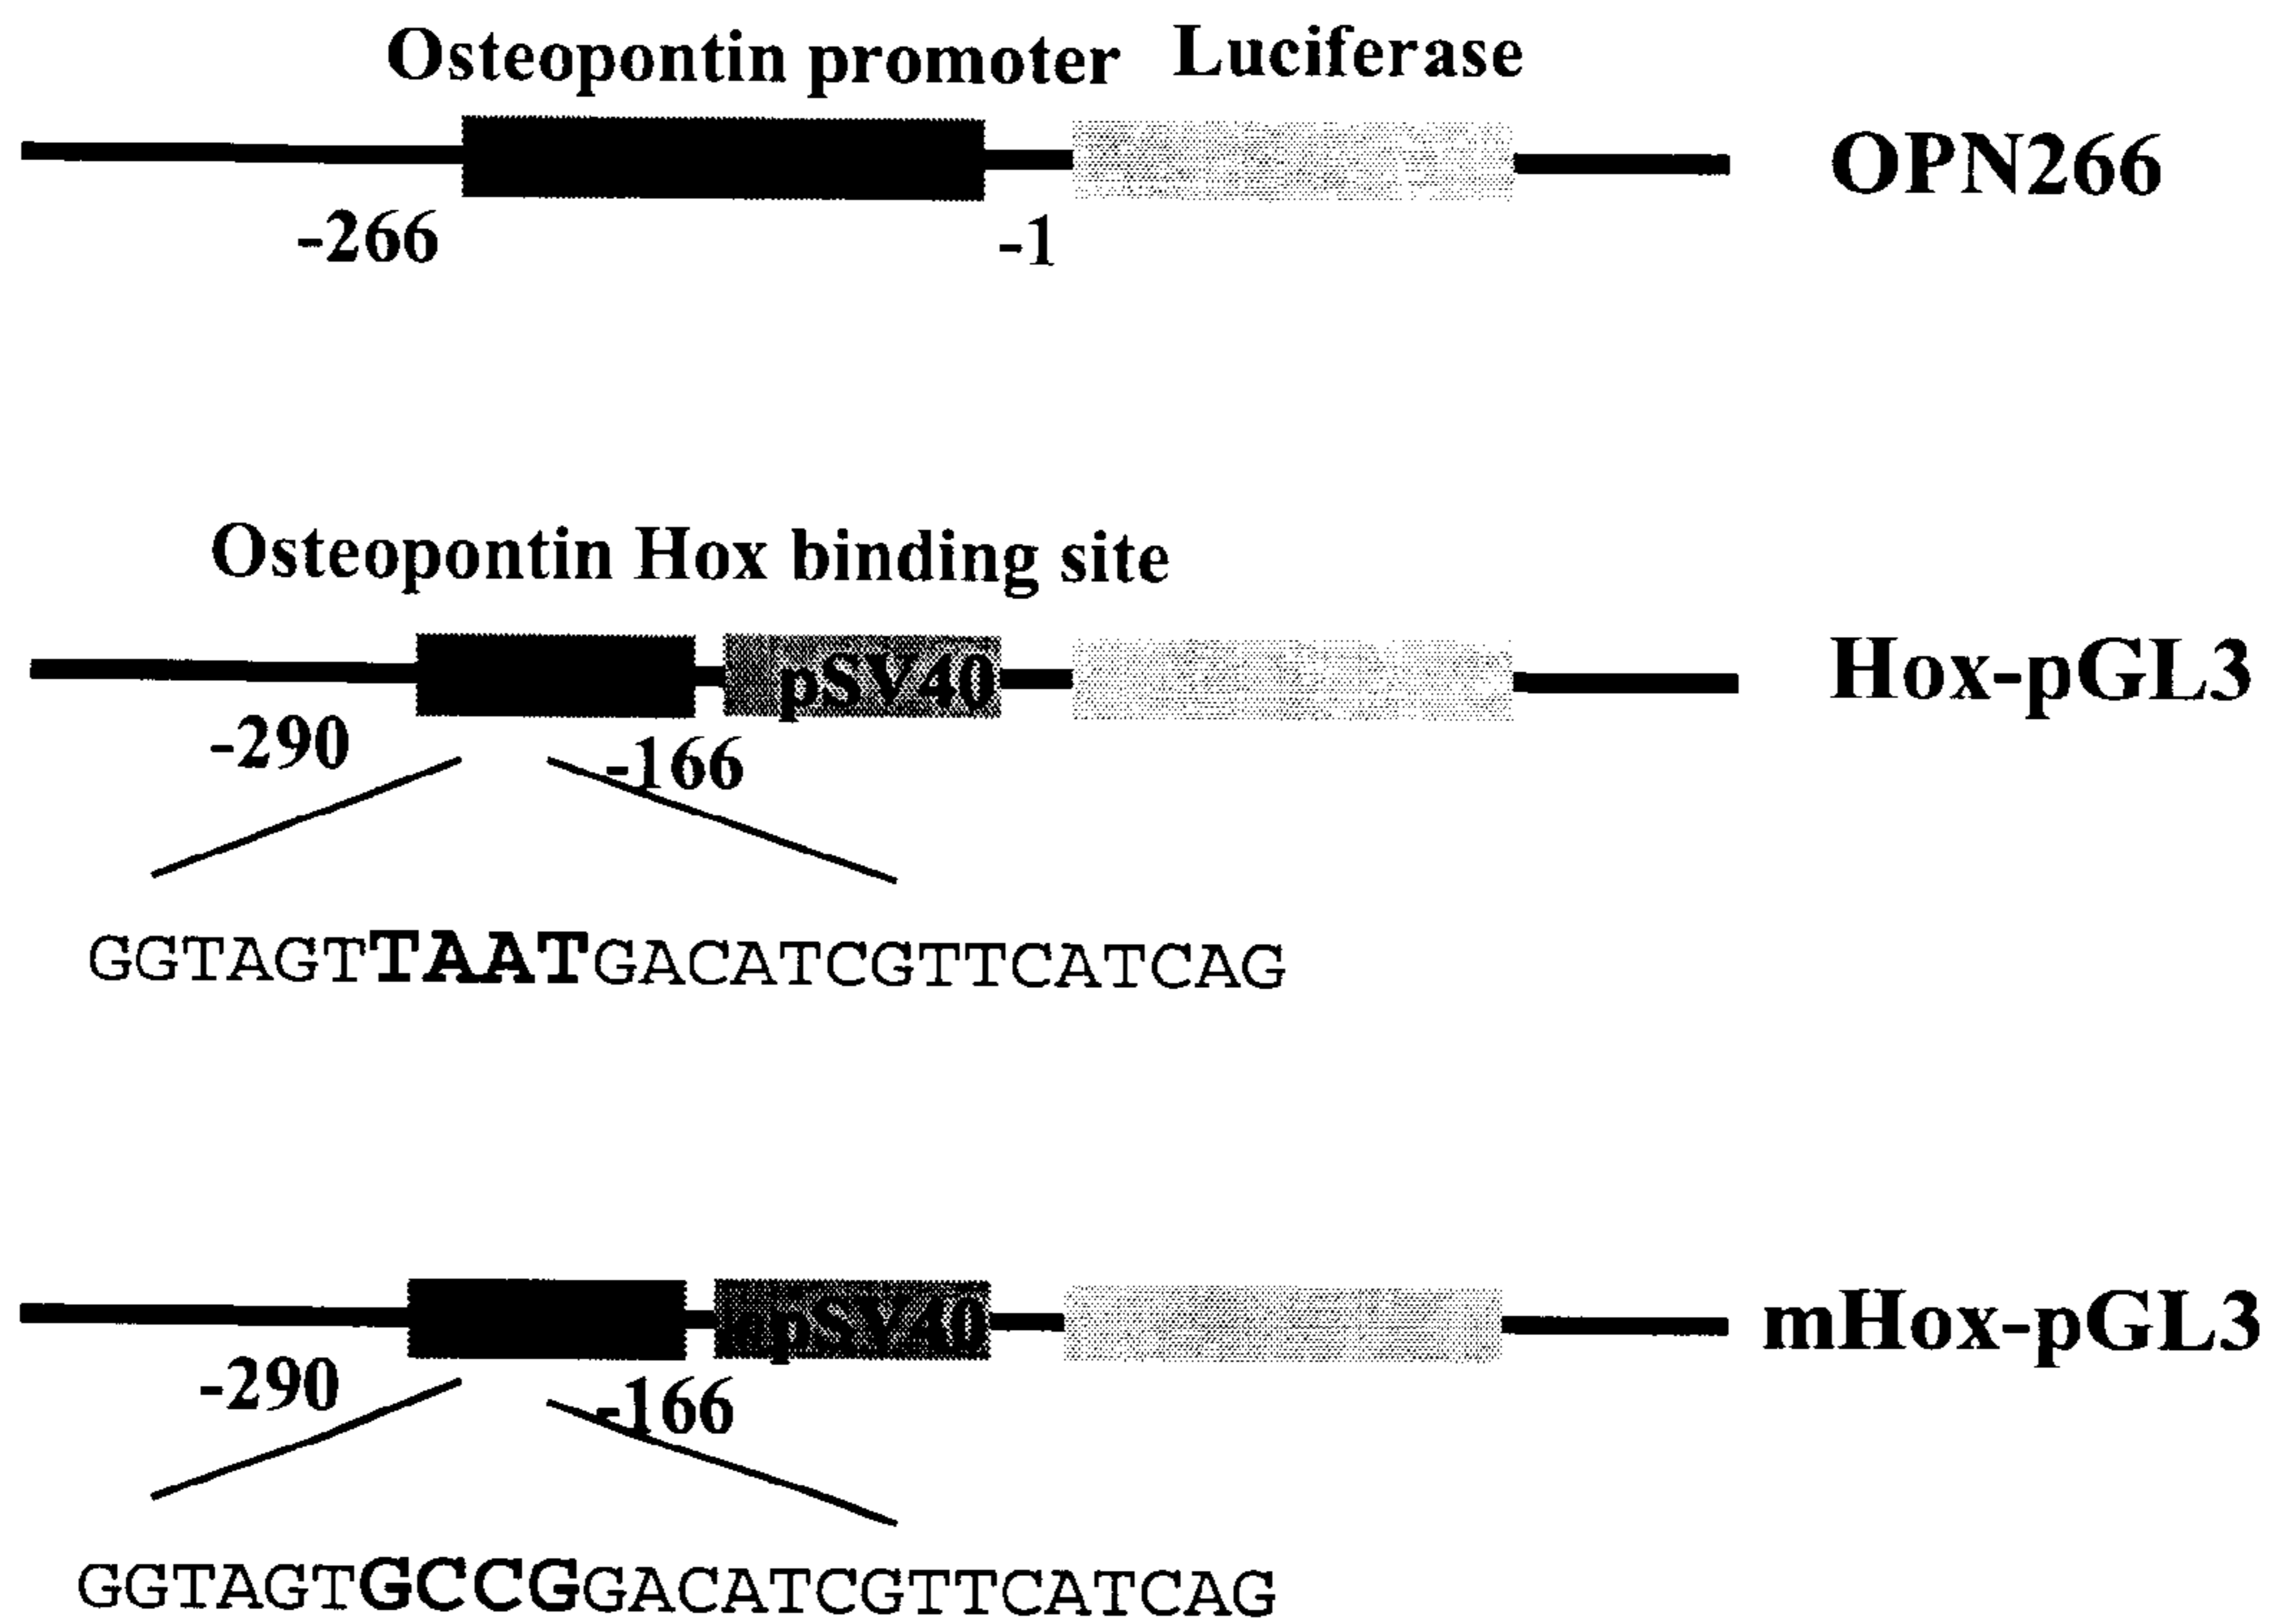 Osteopontin promoter Luciferase
OPN266
-266 -1
Osteopontin Hox binding site
pSV40 Hox-pGL3
-290 -166
GGTAGTTAATGACATCGTTCATCAG
pSV40 mHox-pGL3
-290 -166
GGTAGTGCCGGACATCGTTCATCAG